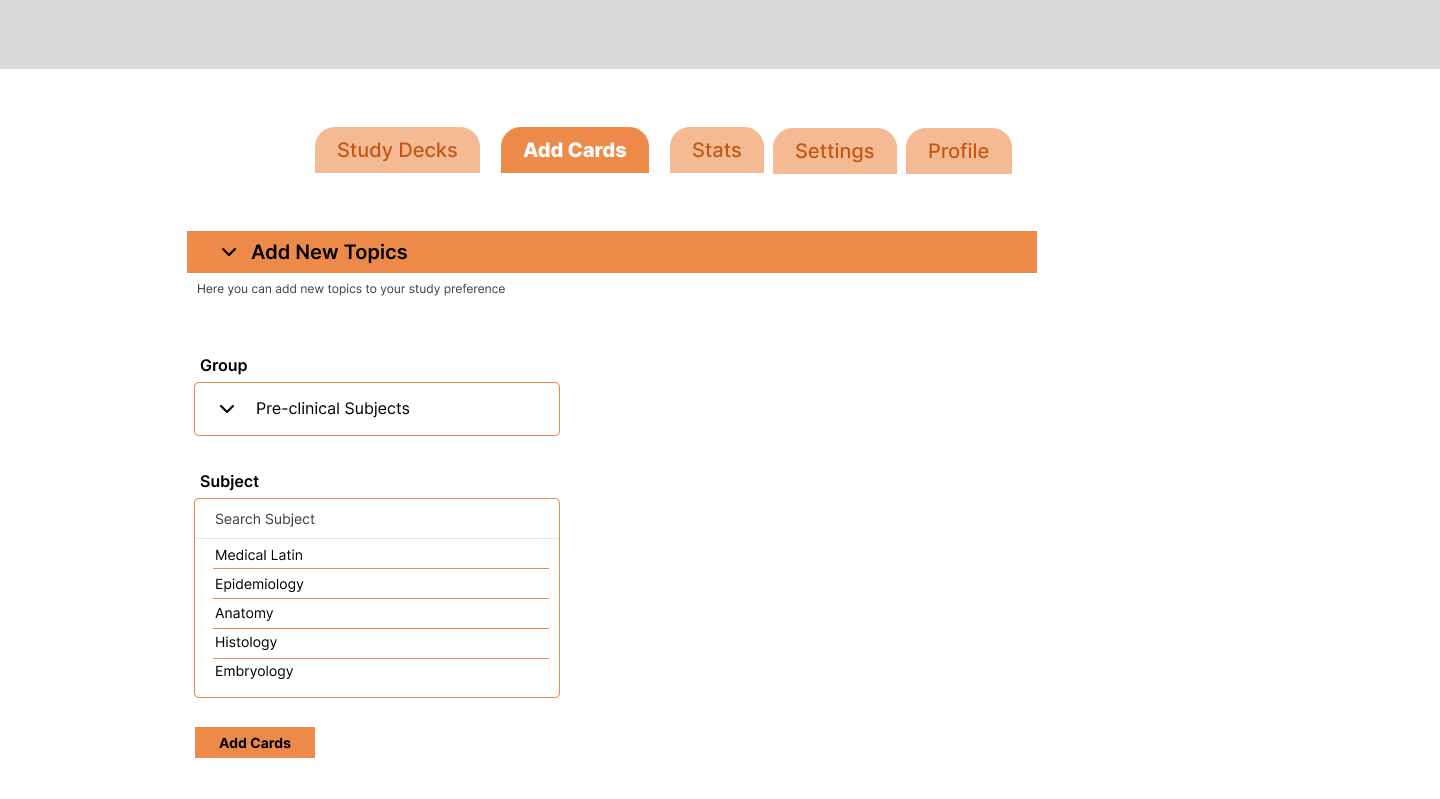 Study Decks
Add Cards
Stats
Settings
Profile
Add New Topics
Here you can add new topics to your study preference
Group
Pre-clinical Subjects
Subject
Search Subject
Medical Latin
Epidemiology
Anatomy
Histology
Embryology
Add Cards